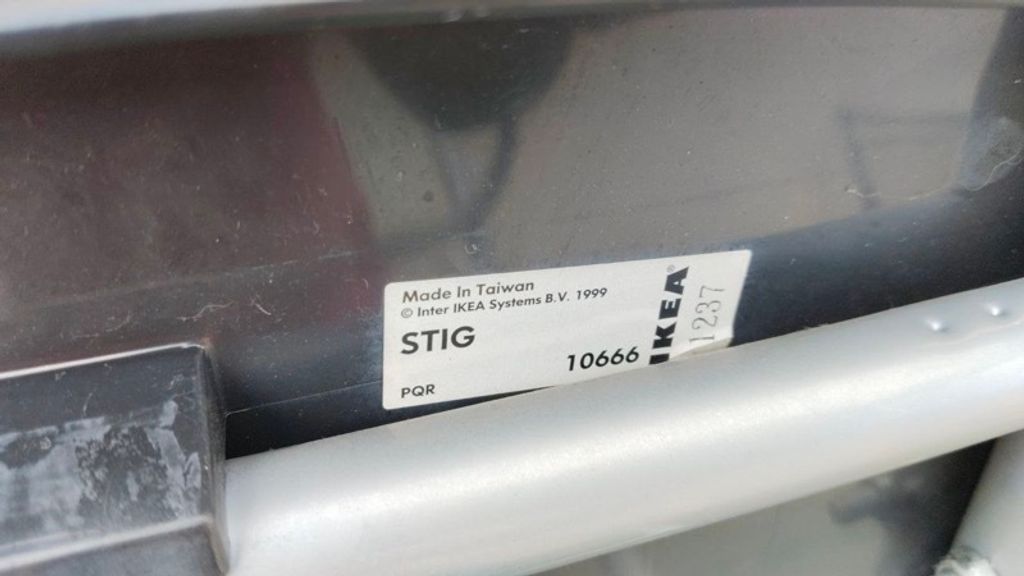 Made In Taiwan
© Inter IKEA Systems B.V. 1999
STIG
10666
PQR
IKEA
1237